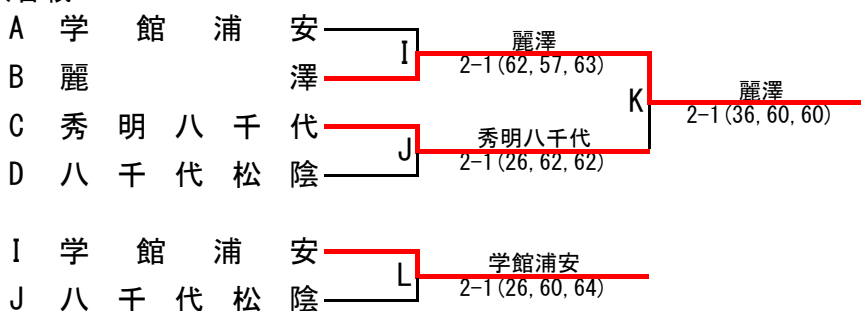 A 学館浦安
I
麗澤
2-1(62, 57, 63)
B 麗澤
K
麗澤
2-1(36, 60, 60)
C 秀明八千代
J
秀明八千代
2-1(26, 62, 62)
D 八千代松陰
I 学館浦安
L
学館浦安
2-1(26, 60, 64)
J 八千代松陰